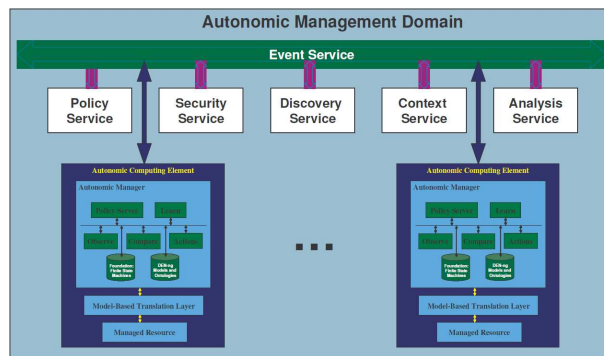 Autonomic Management Domain
Event Service
Policy
Service
Security
Service
Discovery
Service
Context
Service
Analysis
Service
Autonomic Computing Element
Autonomic Manager
Policy Server
Learn
Observe
Compare
Actions
Foundation:
Finite State
Machines
DEN-ng
Models and
Ontologies
Model-Based Translation Layer
Managed Resource
...
Autonomic Computing Element
Autonomic Manager
Policy Server
Learn
Observe
Compare
Actions
Foundation:
Finite State
Machines
DEN-ng
Models and
Ontologies
Model-Based Translation Layer
Managed Resource